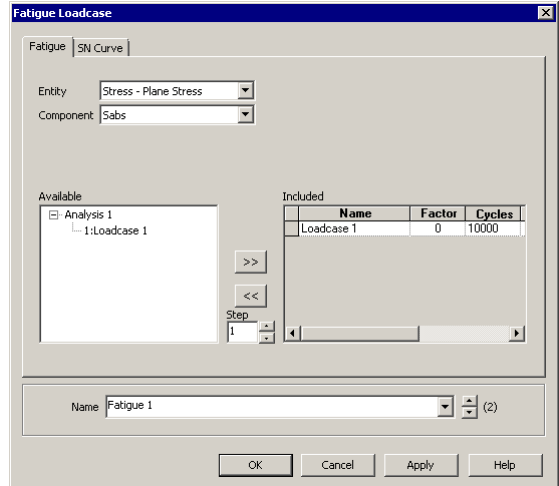 Fatigue Loadcase
Fatigue SN Curve
Entity Stress - Plane Stress
Component Sabs
Available
Analysis 1
1:Loadcase 1
>>
<<
Step
1
Included
Name Factor Cycles
Loadcase 1 0 10000
Name Fatigue 1 (2)
OK Cancel Apply Help